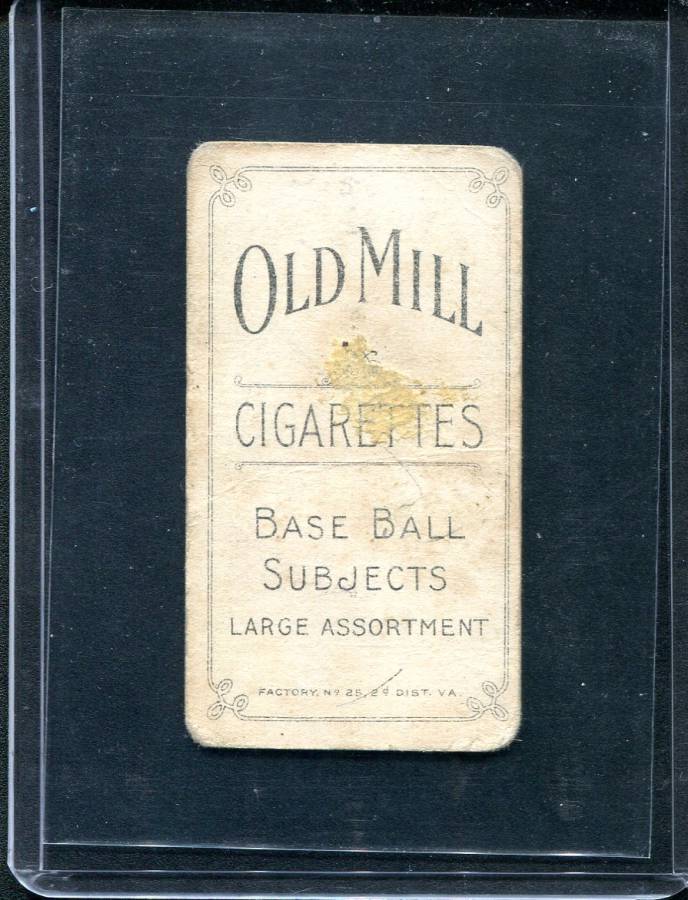 OLD MILL
CIGARETTES
BASE BALL
SUBJECTS
LARGE ASSORTMENT
FACTORY. Nº 25, 2ᵈ DIST. VA.